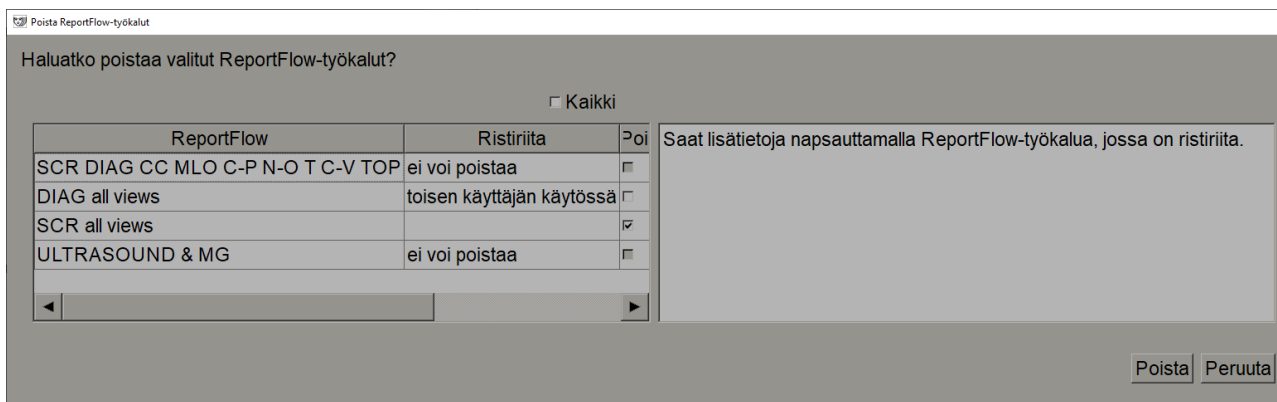 Poista ReportFlow-työkalut
Haluatko poistaa valitut ReportFlow-työkalut?
Kaikki
ReportFlow Ristiriita Poi
SCR DIAG CC MLO C-P N-O T C-V TOP ei voi poistaa
DIAG all views toisen käyttäjän käytössä
SCR all views
ULTRASOUND & MG ei voi poistaa
Saat lisätietoja napsauttamalla ReportFlow-työkalua, jossa on ristiriita.
Poista Peruuta